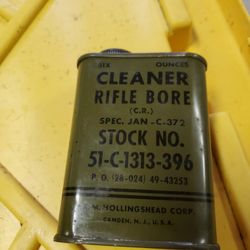 SIX OUNCES
CLEANER
RIFLE BORE
(C.R.)
SPEC. JAN-C-372
STOCK NO.
51-C-1313-396
P. O. (28-024) 49-43253
HOLLINGSHEAD CORP.
CAMDEN, N. J., U. S. A.